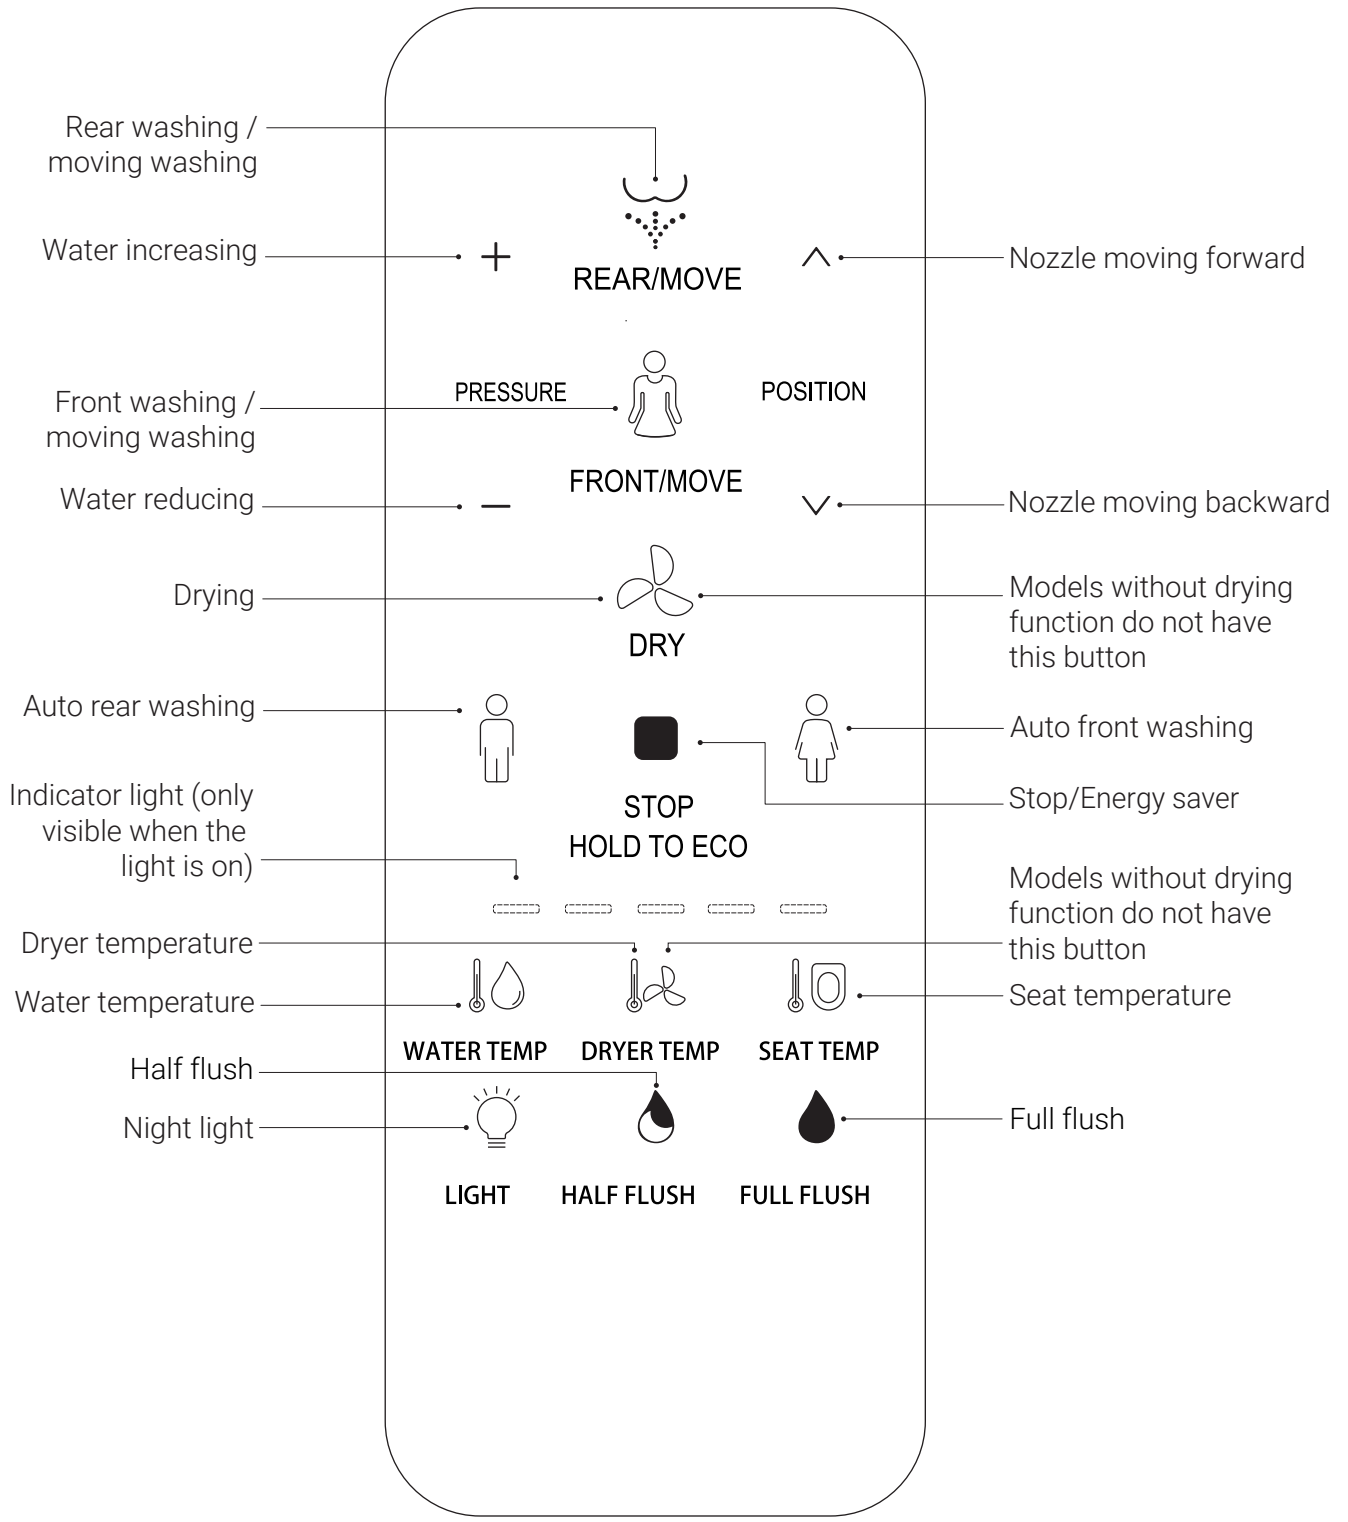 Rear washing /
moving washing
Water increasing
Nozzle moving forward
REAR/MOVE
PRESSURE
POSITION
Front washing /
moving washing
FRONT/MOVE
Water reducing
Nozzle moving backward
Drying
Models without drying
function do not have
this button
DRY
Auto rear washing
Auto front washing
Indicator light (only
visible when the
light is on)
Stop/Energy saver
STOP
HOLD TO ECO
Models without drying
function do not have
this button
Dryer temperature
Water temperature
Seat temperature
WATER TEMP
DRYER TEMP
SEAT TEMP
Half flush
Night light
Full flush
LIGHT
HALF FLUSH
FULL FLUSH